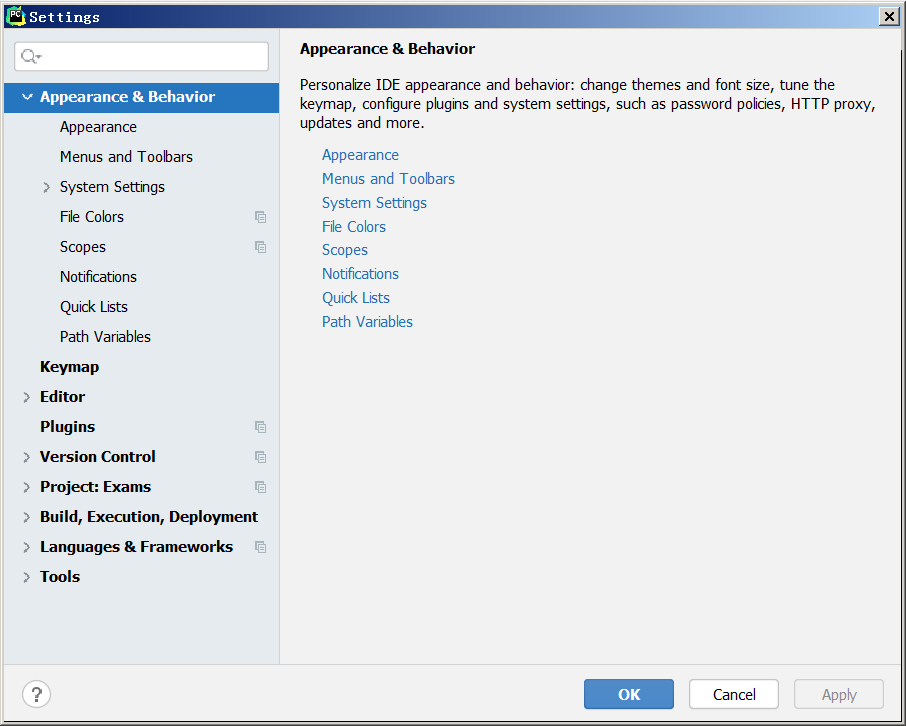 PC Settings
Appearance & Behavior
Appearance
Menus and Toolbars
System Settings
File Colors
Scopes
Notifications
Quick Lists
Path Variables
Keymap
Editor
Plugins
Version Control
Project: Exams
Build, Execution, Deployment
Languages & Frameworks
Tools
Appearance & Behavior
Personalize IDE appearance and behavior: change themes and font size, tune the
keymap, configure plugins and system settings, such as password policies, HTTP proxy,
updates and more.
Appearance
Menus and Toolbars
System Settings
File Colors
Scopes
Notifications
Quick Lists
Path Variables
?
OK
Cancel
Apply